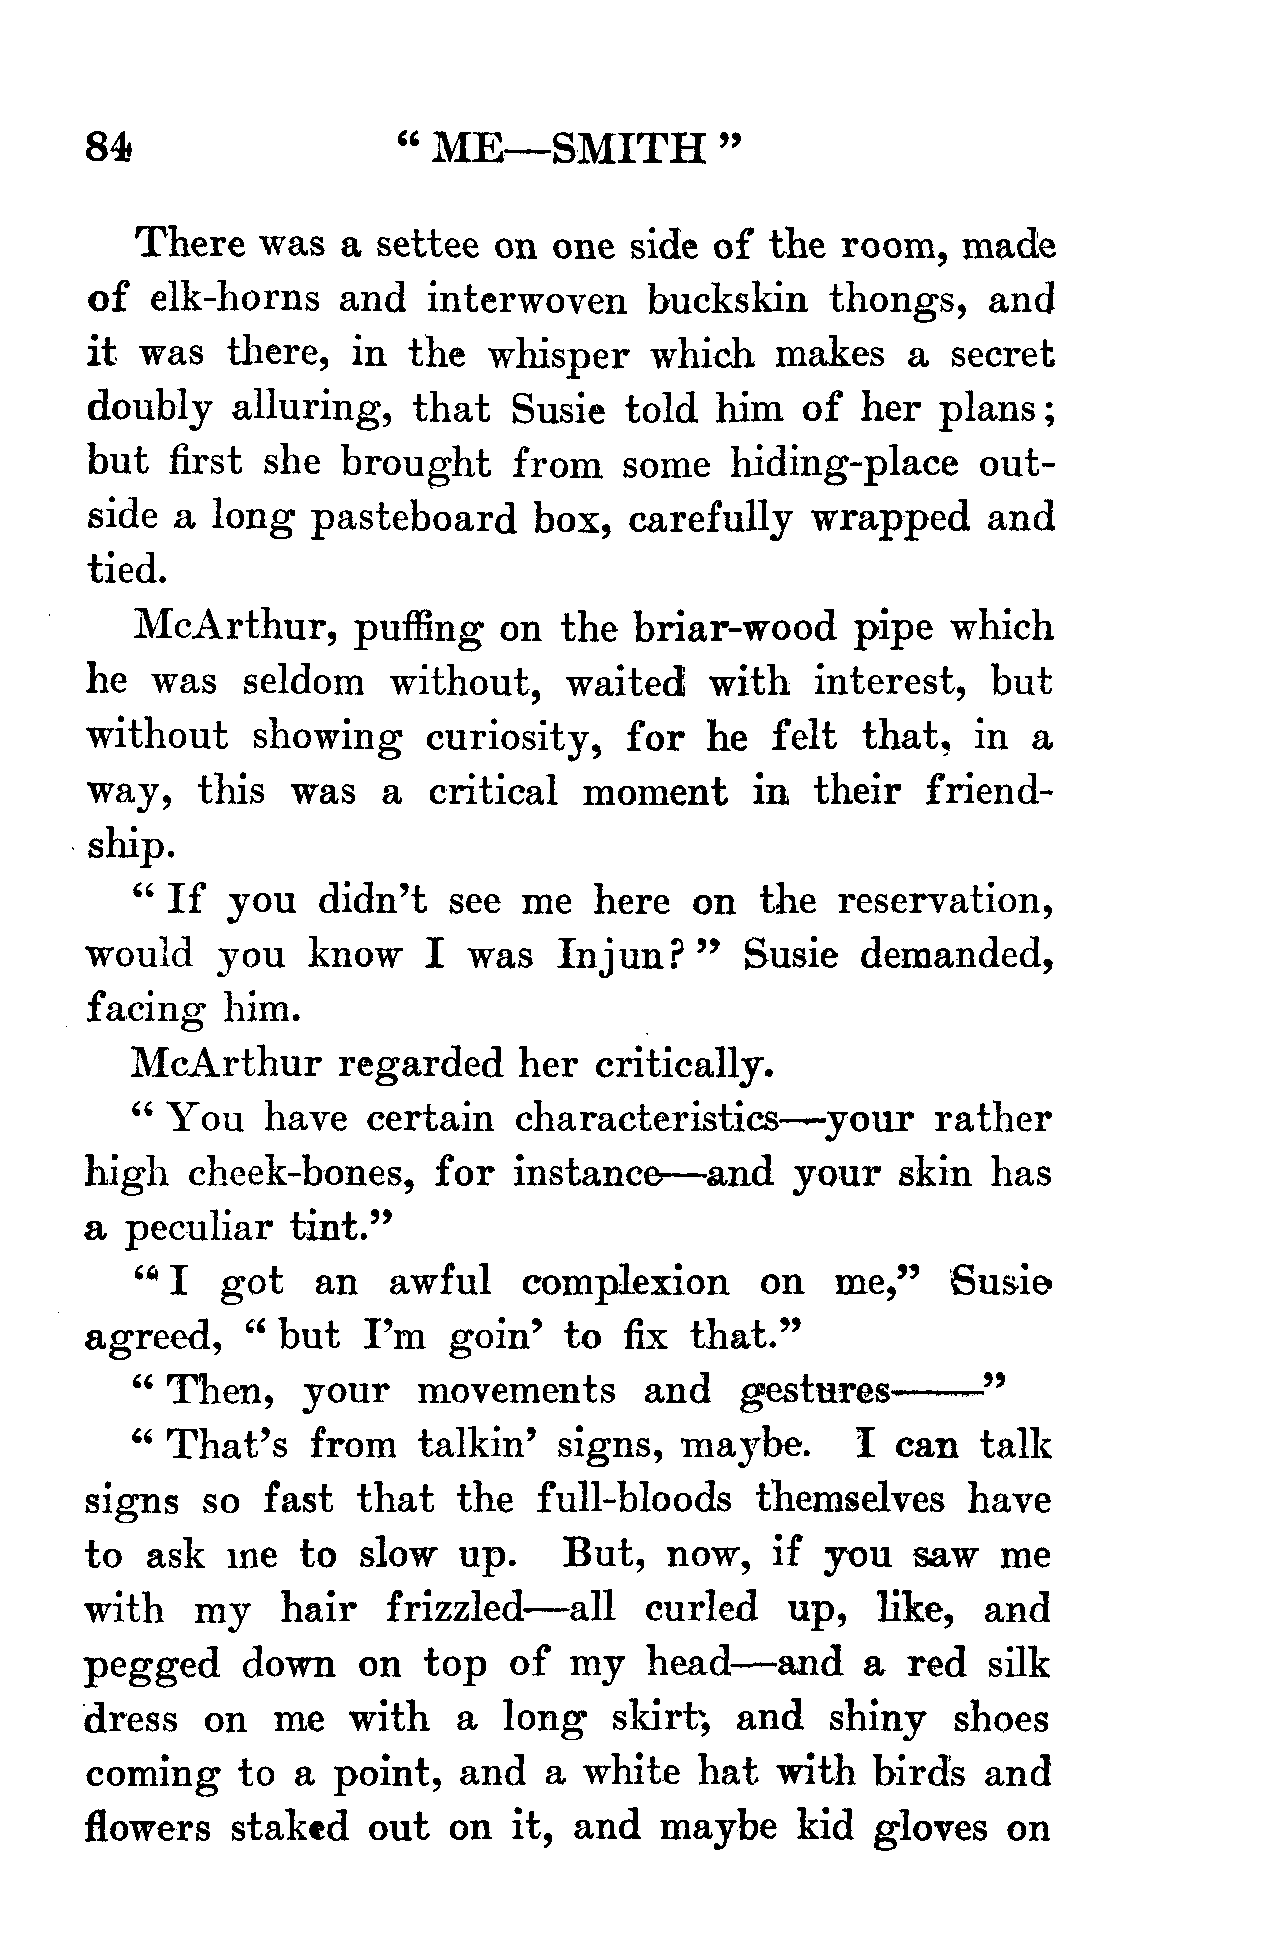 84 “ ME—SMITH ”
There was a settee on one side of the room, made
of elk-horns and interwoven buckskin thongs, and
it was there, in the whisper which makes a secret
doubly alluring, that Susie told him of her plans;
but first she brought from some hiding-place out-
side a long pasteboard box, carefully wrapped and
tied.
McArthur, puffing on the briar-wood pipe which
he was seldom without, waited with interest, but
without showing curiosity, for he felt that, in a
way, this was a critical moment in their friend-
ship.
“ If you didn’t see me here on the reservation,
would you know I was Injun? ” Susie demanded,
facing him.
McArthur regarded her critically.
“ You have certain characteristics—your rather
high cheek-bones, for instance—and your skin has
a peculiar tint.”
“ I got an awful complexion on me,” Susie
agreed, “ but I’m goin’ to fix that.”
“ Then, your movements and gestures——”
“ That’s from talkin’ signs, maybe. I can talk
signs so fast that the full-bloods themselves have
to ask me to slow up. But, now, if you saw me
with my hair frizzled—all curled up, like, and
pegged down on top of my head—and a red silk
dress on me with a long skirt, and shiny shoes
coming to a point, and a white hat with birds and
flowers staked out on it, and maybe kid gloves on